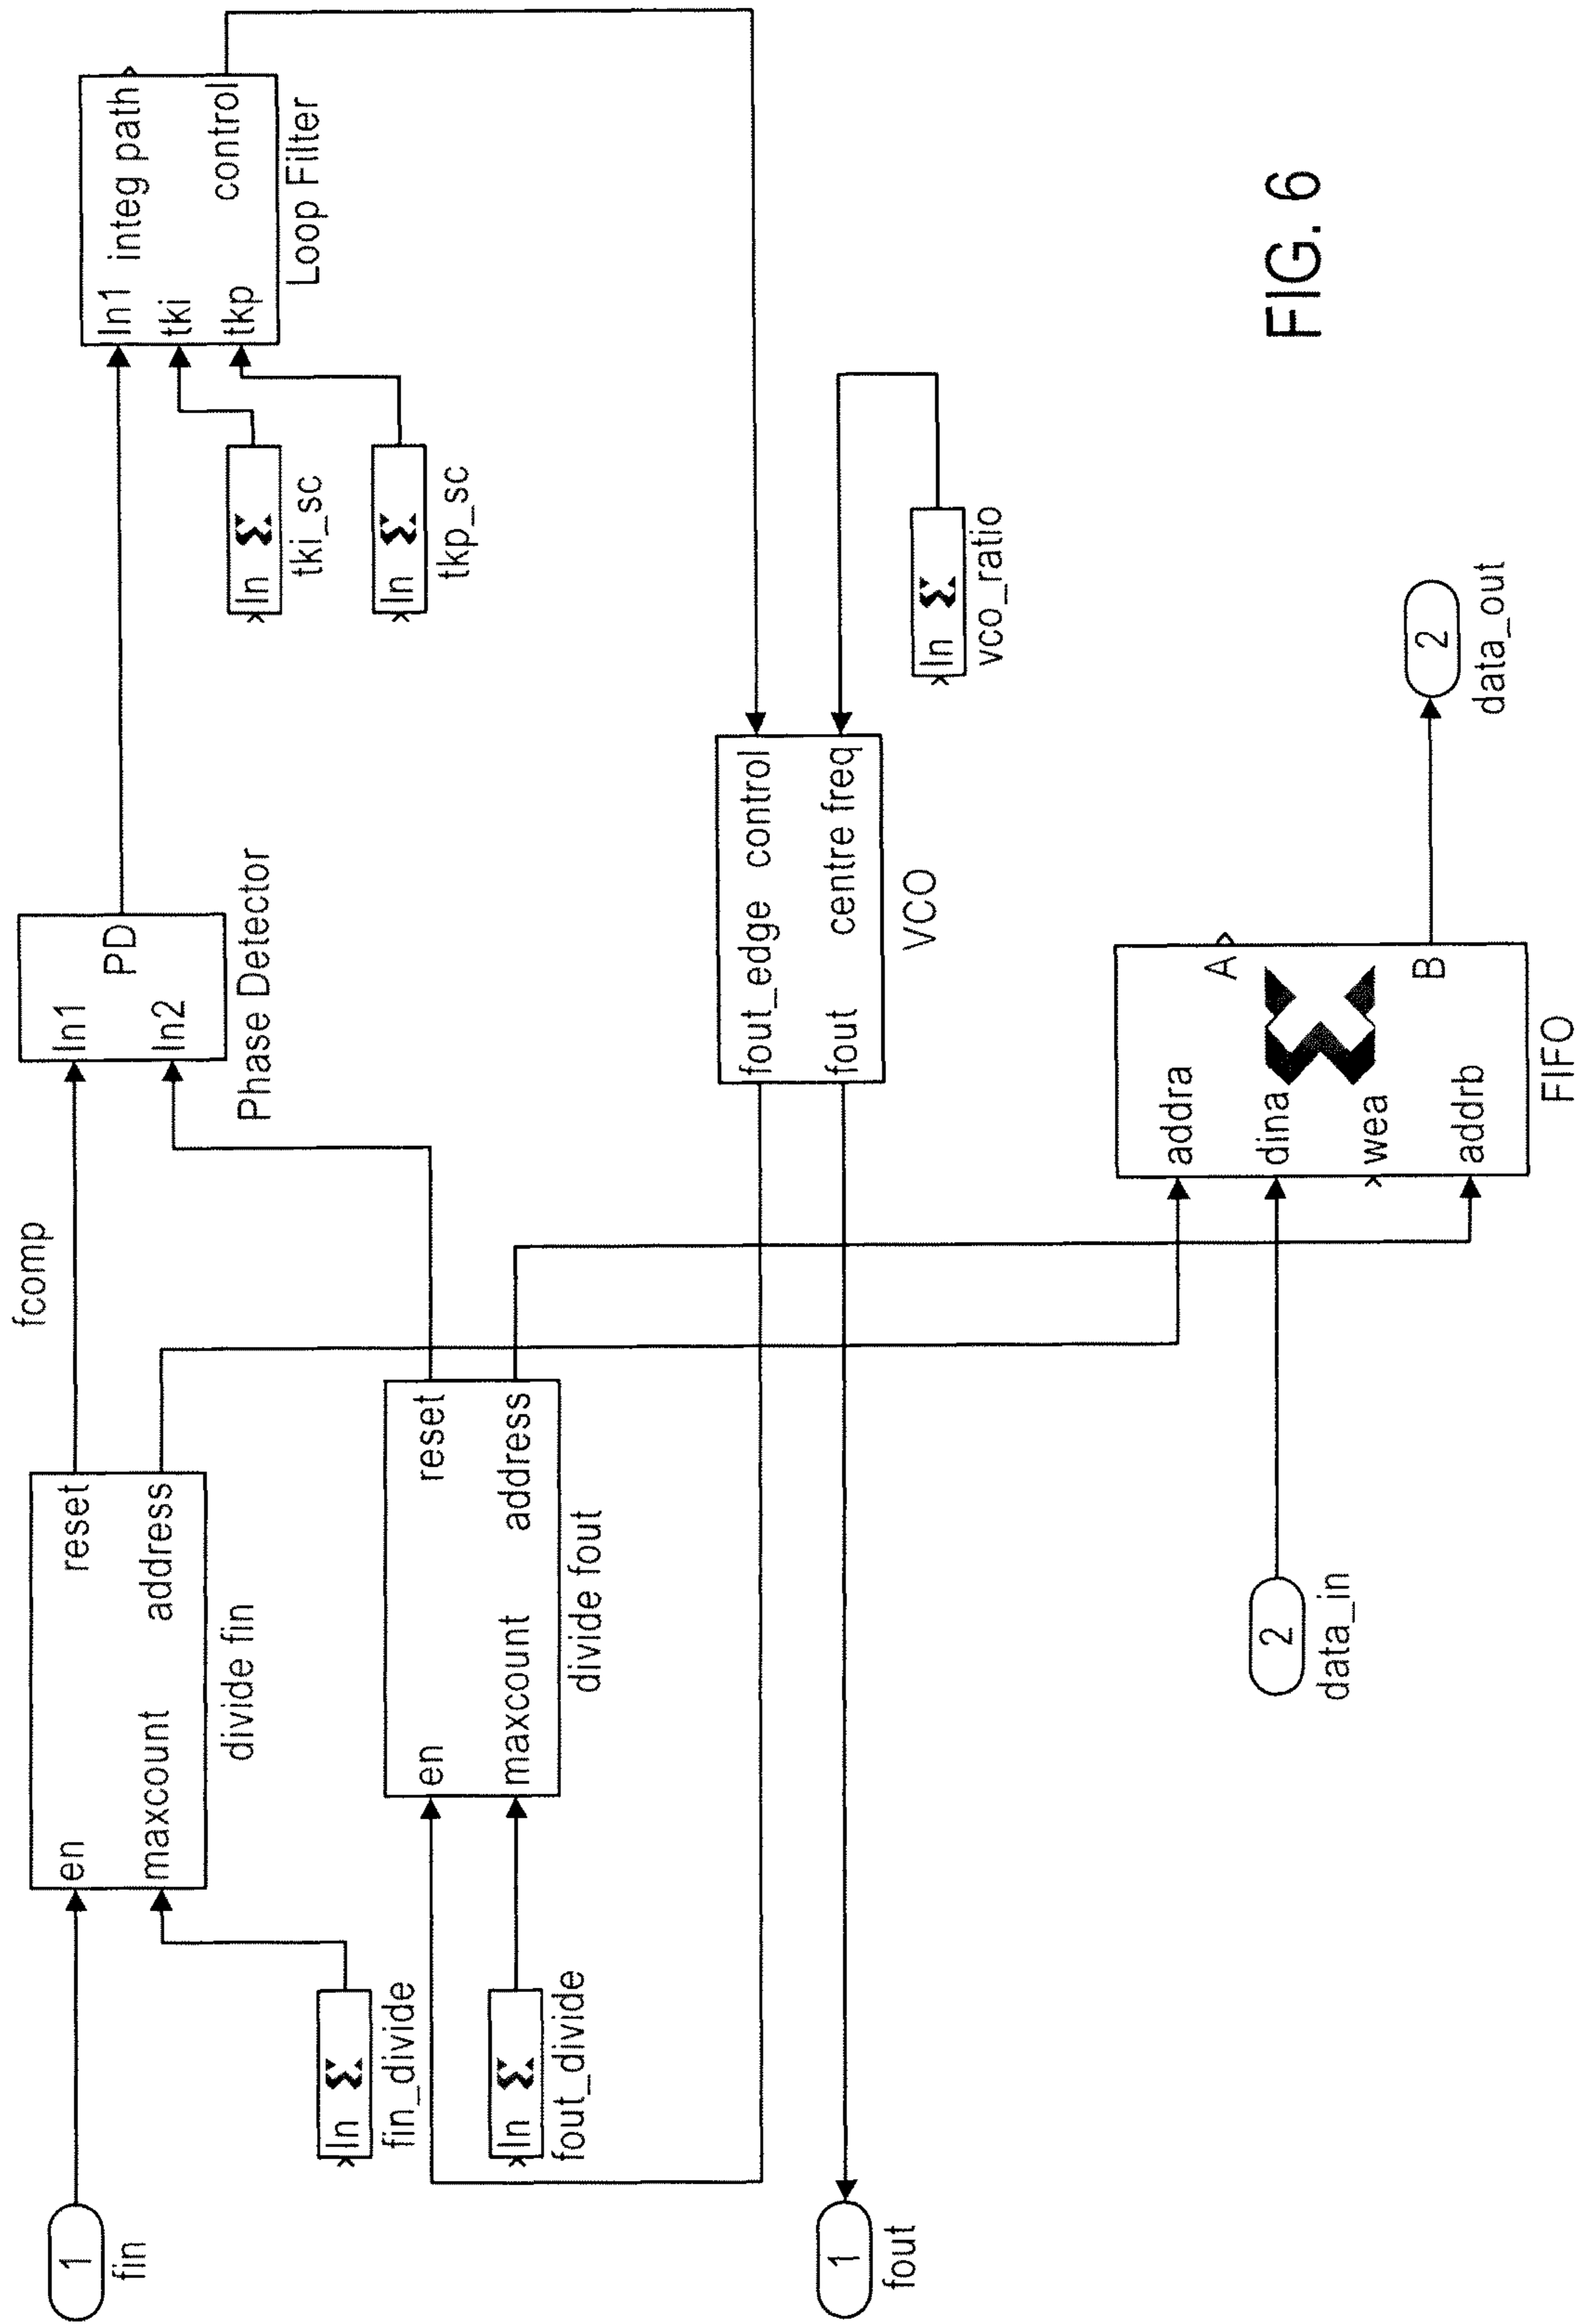 1
fin
en
reset
maxcount
address
divide fin
In
fin_divide
fcomp
In1
PD
In2
Phase Detector
In1
integ path
tki
tkp
control
Loop Filter
In
tki_sc
In
tkp_sc
en
reset
maxcount
address
divide fout
In
fout_divide
fout_edge
control
fout
centre freq
VCO
In
vco_ratio
1
fout
2
data_in
addra
A
dina
wea
B
addrb
FIFO
2
data_out
FIG. 6